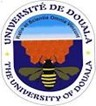 UNIVERSITÉ DE DOUALA
THE UNIVERSITY OF DOUALA